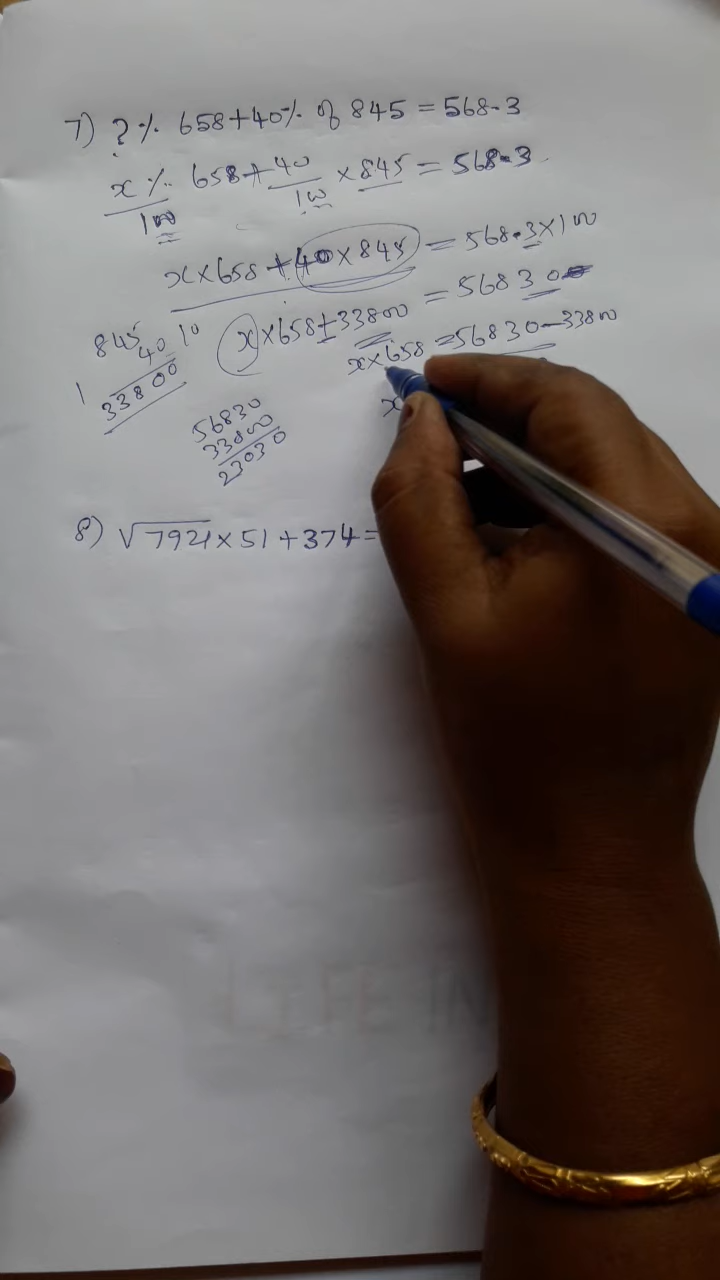 7) ? % 658+40% of 845 = 568.3
x % 658 + 40 × 845 = 568.3
100 100
x×658 + 40×845 = 568.3×100
x×658+33800 = 56830
x×658 = 56830-33800
x
845
40
33800
56830
33800
23030
8) √7921 × 51 + 374 =